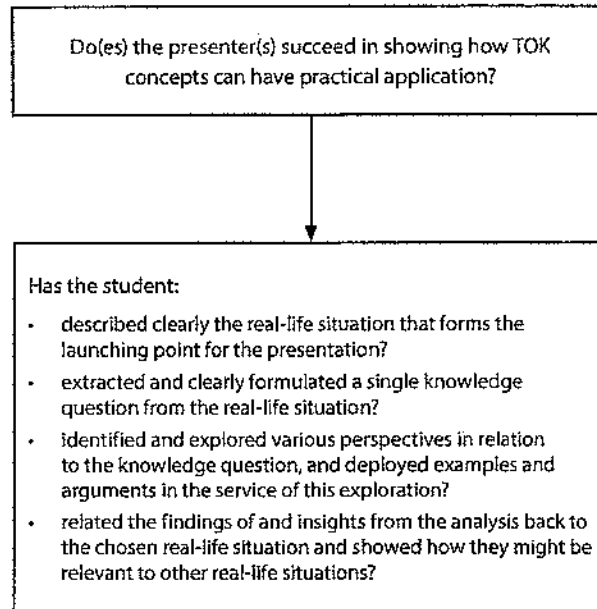 Do(es) the presenter(s) succeed in showing how TOK
concepts can have practical application?
Has the student:
• described clearly the real-life situation that forms the
launching point for the presentation?
• extracted and clearly formulated a single knowledge
question from the real-life situation?
• identified and explored various perspectives in relation
to the knowledge question, and deployed examples and
arguments in the service of this exploration?
• related the findings of and insights from the analysis back to
the chosen real-life situation and showed how they might be
relevant to other real-life situations?